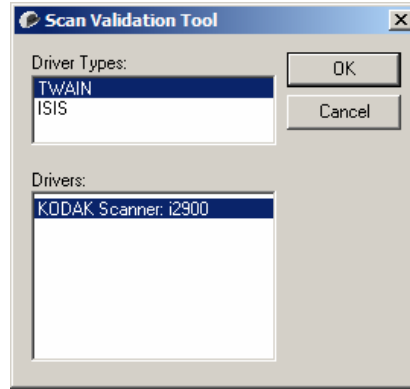 Scan Validation Tool
Driver Types:
TWAIN
ISIS
OK
Cancel
Drivers:
KODAK Scanner: i2900